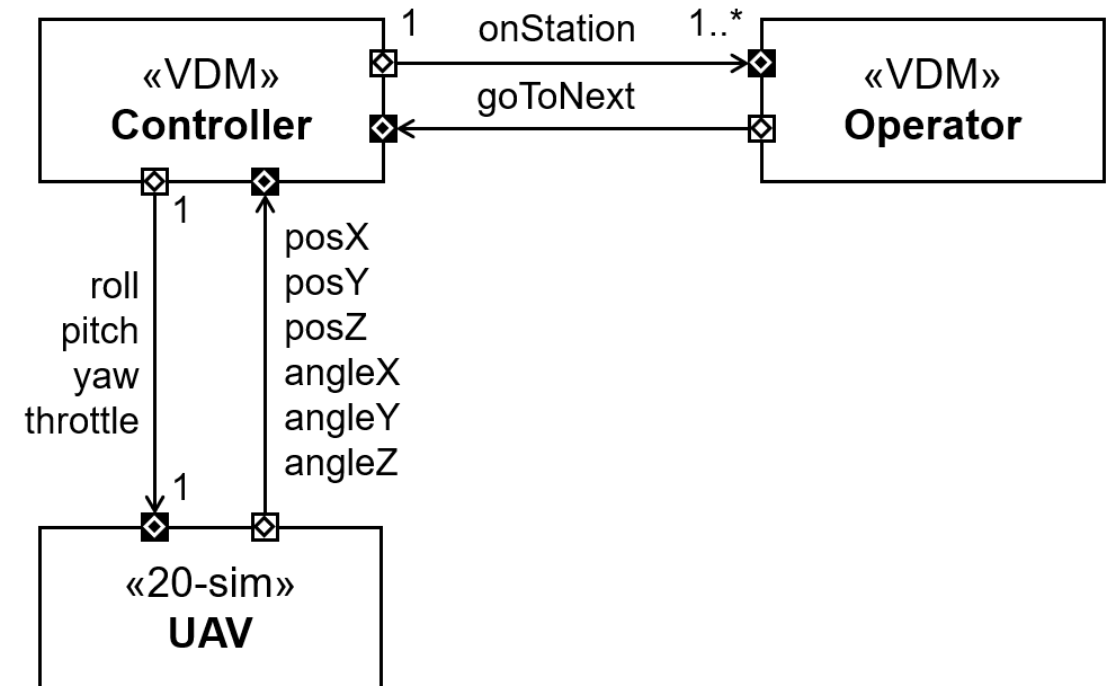 1 onStation 1..*
«VDM»
Controller
goToNext
«VDM»
Operator
1
roll
pitch
yaw
throttle
posX
posY
posZ
angleX
angleY
angleZ
1
«20-sim»
UAV